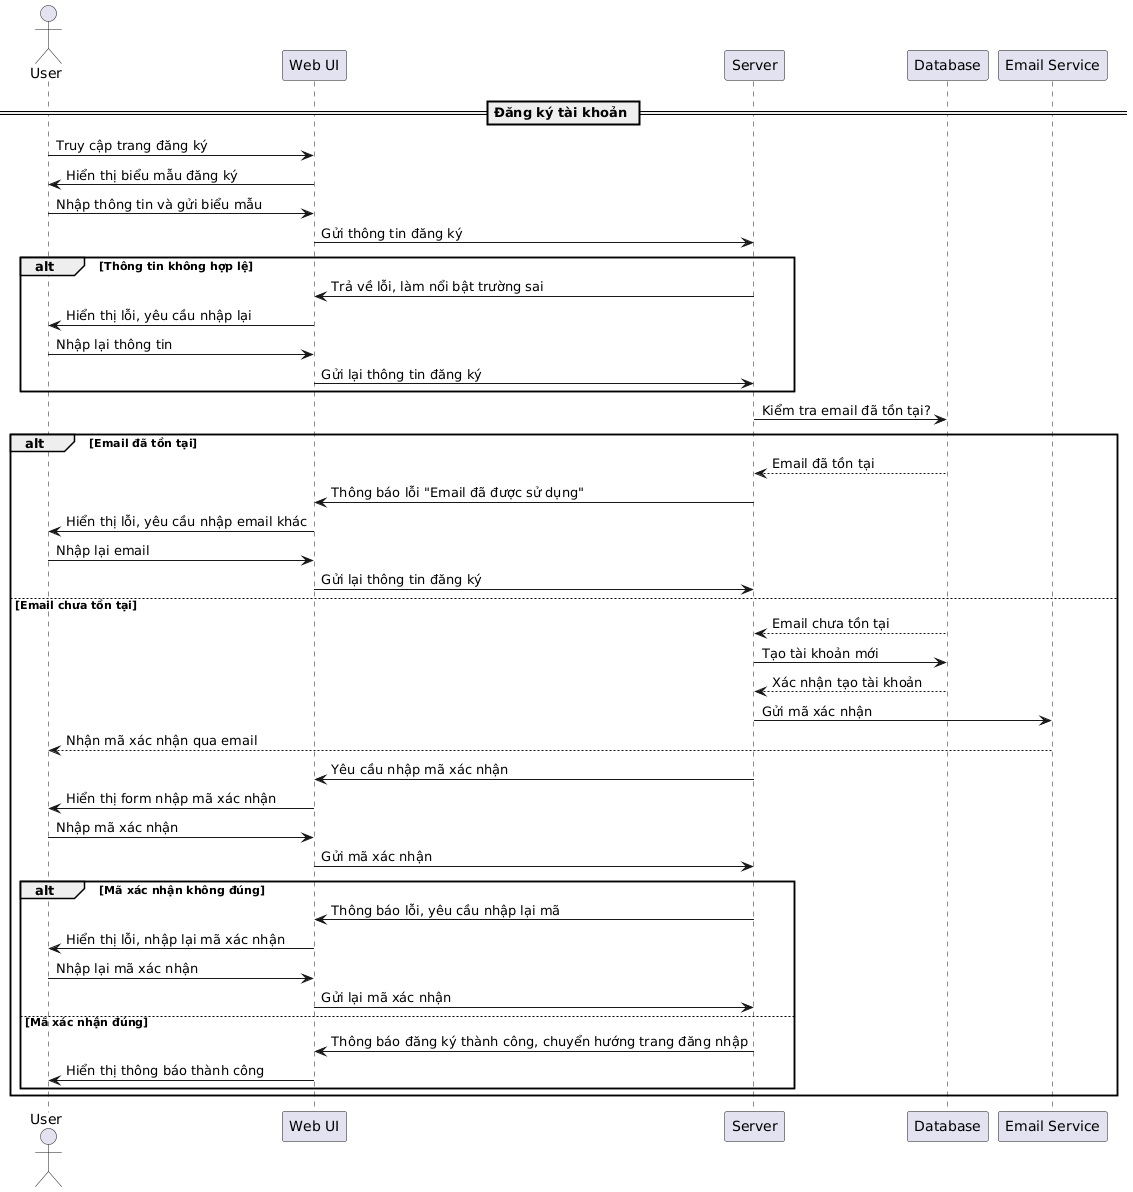 User
Web UI
Server
Database
Email Service
Đăng ký tài khoản
Truy cập trang đăng ký
Hiển thị biểu mẫu đăng ký
Nhập thông tin và gửi biểu mẫu
Gửi thông tin đăng ký
alt [Thông tin không hợp lệ]
Trả về lỗi, làm nổi bật trường sai
Hiển thị lỗi, yêu cầu nhập lại
Nhập lại thông tin
Gửi lại thông tin đăng ký
Kiểm tra email đã tồn tại?
alt [Email đã tồn tại]
Email đã tồn tại
Thông báo lỗi "Email đã được sử dụng"
Hiển thị lỗi, yêu cầu nhập email khác
Nhập lại email
Gửi lại thông tin đăng ký
[Email chưa tồn tại]
Email chưa tồn tại
Tạo tài khoản mới
Xác nhận tạo tài khoản
Gửi mã xác nhận
Nhận mã xác nhận qua email
Yêu cầu nhập mã xác nhận
Hiển thị form nhập mã xác nhận
Nhập mã xác nhận
Gửi mã xác nhận
alt [Mã xác nhận không đúng]
Thông báo lỗi, yêu cầu nhập lại mã
Hiển thị lỗi, nhập lại mã xác nhận
Nhập lại mã xác nhận
Gửi lại mã xác nhận
[Mã xác nhận đúng]
Thông báo đăng ký thành công, chuyển hướng trang đăng nhập
Hiển thị thông báo thành công
User
Web UI
Server
Database
Email Service